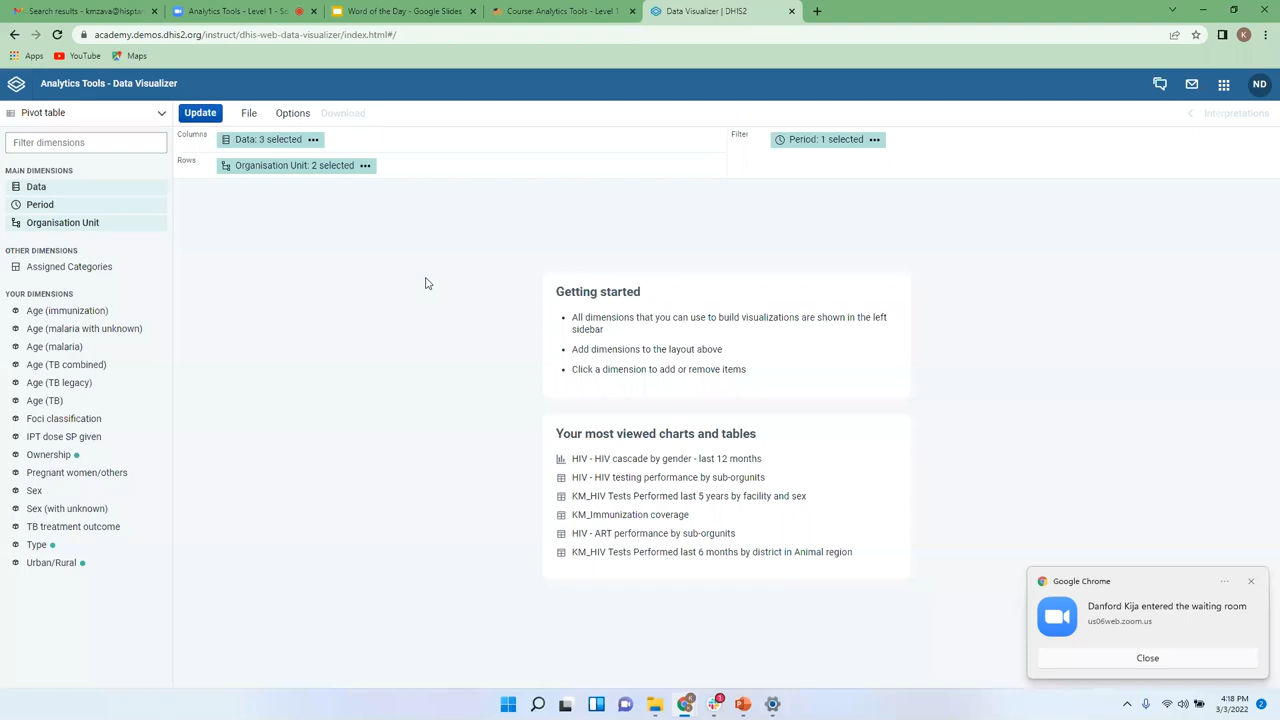 Search results - kmzava@hispta
Analytics Tools - Level 1 - So
Word of the Day - Google Slides
Course: Analytics Tools - Level 1
Data Visualizer | DHIS2
academy.demos.dhis2.org/instruct/dhis-web-data-visualizer/index.html#/
K
Apps
YouTube
Maps
Analytics Tools - Data Visualizer
ND
Pivot table
Update
File
Options
Download
Interpretations
Filter dimensions
Columns
Data: 3 selected
Filter
Period: 1 selected
Rows
Organisation Unit: 2 selected
MAIN DIMENSIONS
Data
Period
Organisation Unit
OTHER DIMENSIONS
Assigned Categories
YOUR DIMENSIONS
Age (immunization)
Age (malaria with unknown)
Age (malaria)
Age (TB combined)
Age (TB legacy)
Age (TB)
Foci classification
IPT dose SP given
Ownership
Pregnant women/others
Sex
Sex (with unknown)
TB treatment outcome
Type
Urban/Rural
Getting started
All dimensions that you can use to build visualizations are shown in the left
sidebar
Add dimensions to the layout above
Click a dimension to add or remove items
Your most viewed charts and tables
HIV - HIV cascade by gender - last 12 months
HIV - HIV testing performance by sub-orgunits
KM_HIV Tests Performed last 5 years by facility and sex
KM_Immunization coverage
HIV - ART performance by sub-orgunits
KM_HIV Tests Performed last 6 months by district in Animal region
Google Chrome
Danford Kija entered the waiting room
us06web.zoom.us
Close
1
4:18 PM
3/3/2022
2